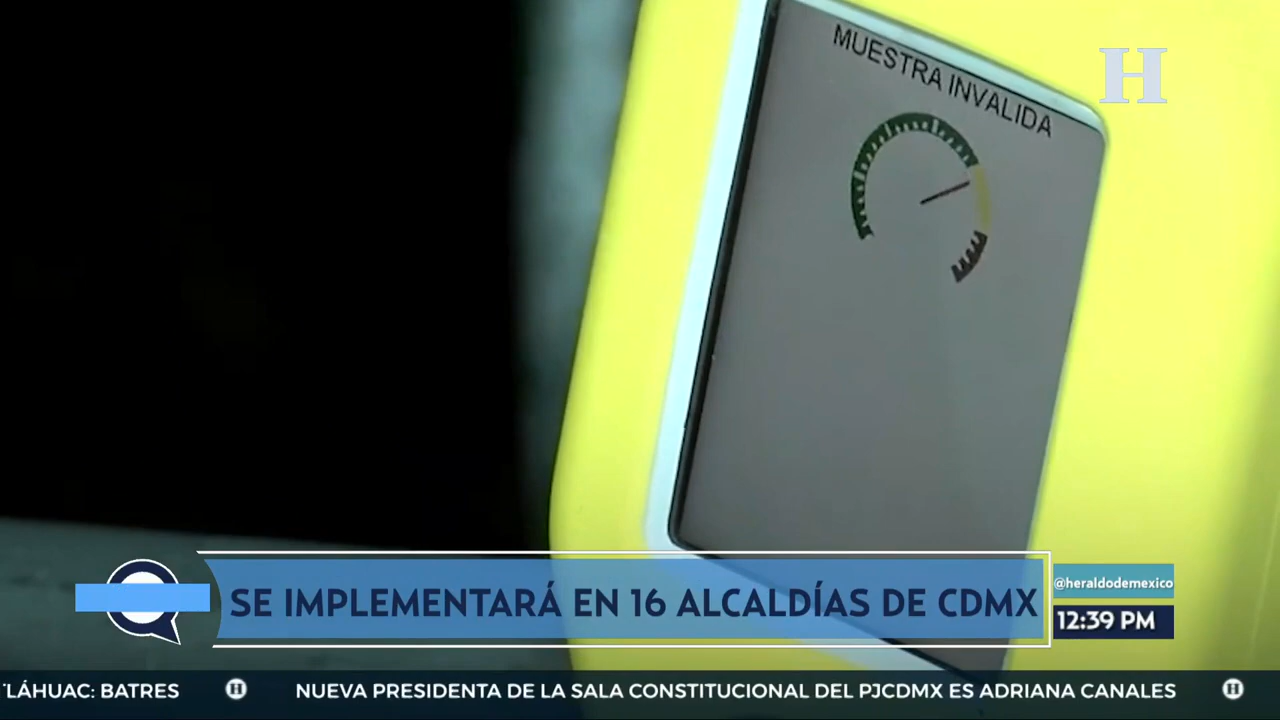 MUESTRA INVALIDA
H
SE IMPLEMENTARÁ EN 16 ALCALDÍAS DE CDMX
@heraldodemexico
12:39 PM
TLÁHUAC: BATRES
H
NUEVA PRESIDENTA DE LA SALA CONSTITUCIONAL DEL PJCDMX ES ADRIANA CANALES
H